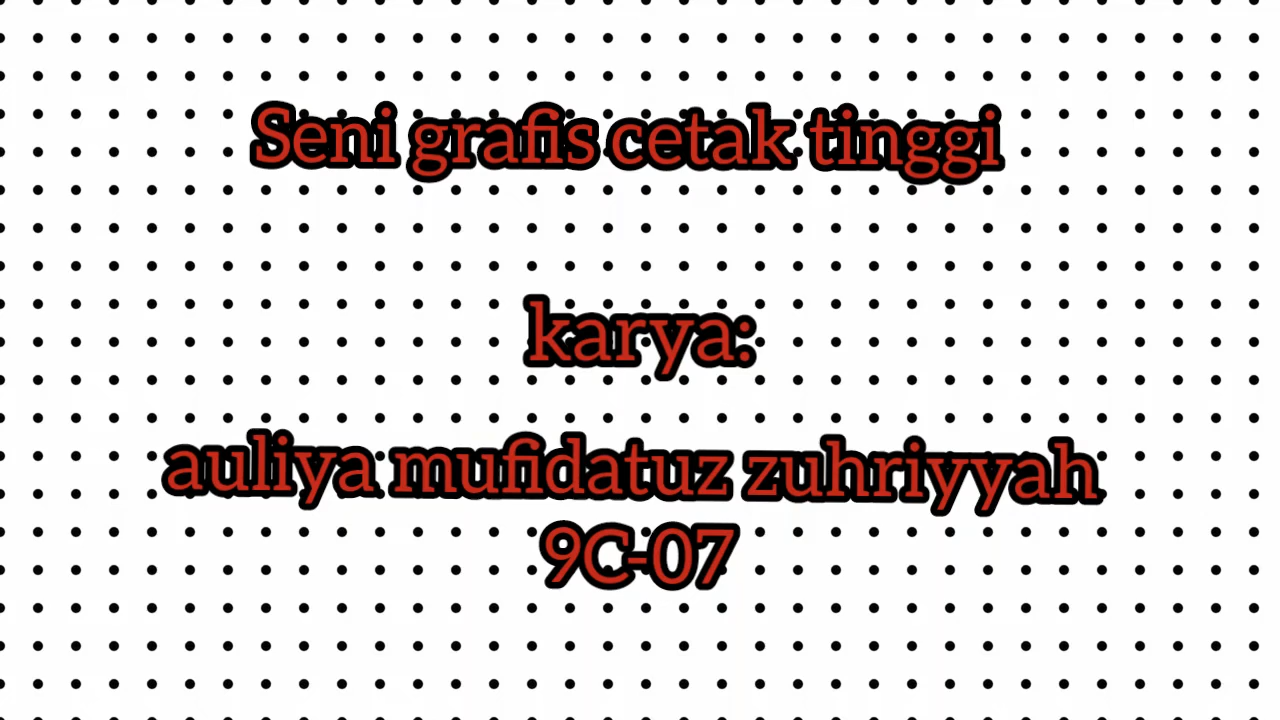 Seni grafis cetak tinggi
karya:
auliya mufidatuz zuhriyyah
9C-07